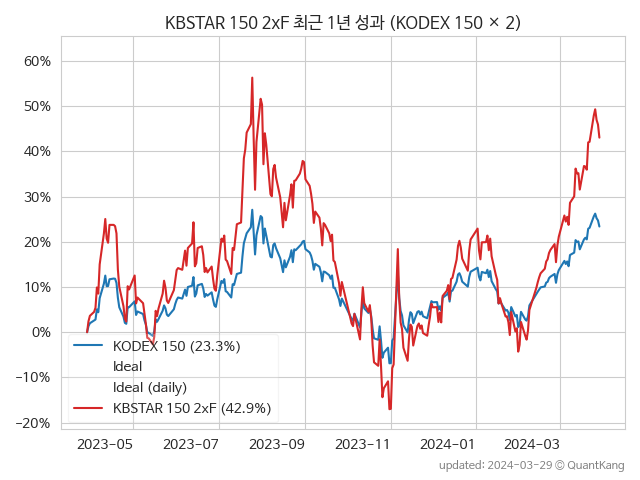 KBSTAR 150 2xF 최근 1년 성과 (KODEX 150 × 2)
60%
50%
40%
30%
20%
10%
0%
−10%
−20%
KODEX 150 (23.3%)
Ideal
Ideal (daily)
KBSTAR 150 2xF (42.9%)
2023−05 2023−07 2023−09 2023−11 2024−01 2024−03
updated: 2024-03-29 © QuantKang